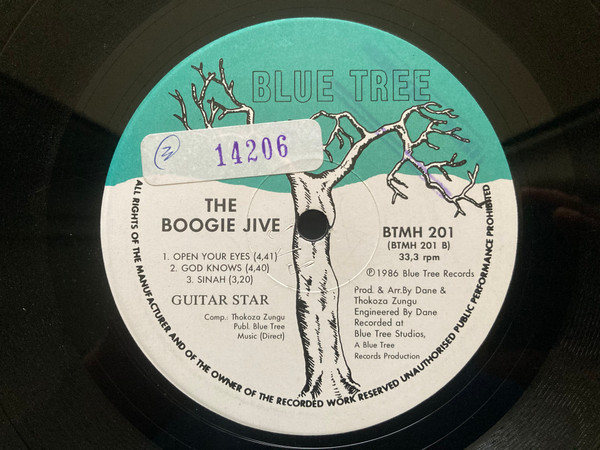 BLUE TREE
14206
THE
BOOGIE JIVE
1. OPEN YOUR EYES (4,41)
2. GOD KNOWS (4,40)
3. SINAH (3,20)
GUITAR STAR
Comp.: Thokoza Zungu
Publ. Blue Tree
Music (Direct)
BTMH 201
(BTMH 201 B)
33,3 rpm
℗ 1986 Blue Tree Records
Prod. & Arr.By Dane &
Thokoza Zungu
Engineered By Dane
Recorded at
Blue Tree Studios,
A Blue Tree
Records Production
ALL RIGHTS OF THE MANUFACTURER AND OF THE OWNER OF THE RECORDED WORK RESERVED UNAUTHORISED PUBLIC PERFORMANCE PROHIBITED